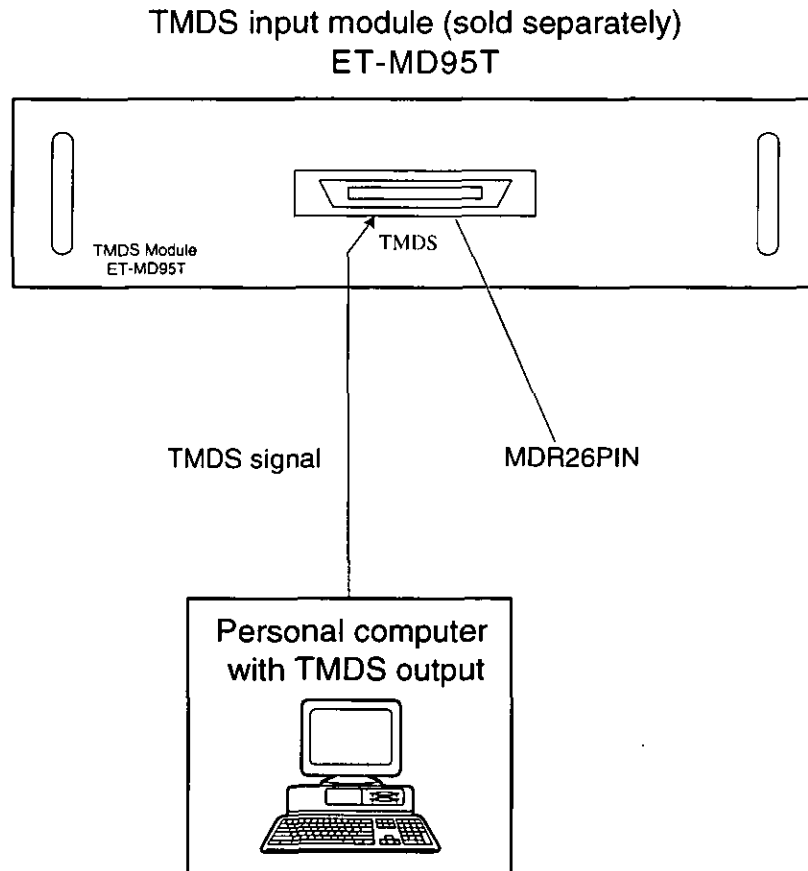 TMDS input module (sold separately)
ET-MD95T
TMDS
TMDS Module
ET-MD95T
TMDS signal
MDR26PIN
Personal computer
with TMDS output